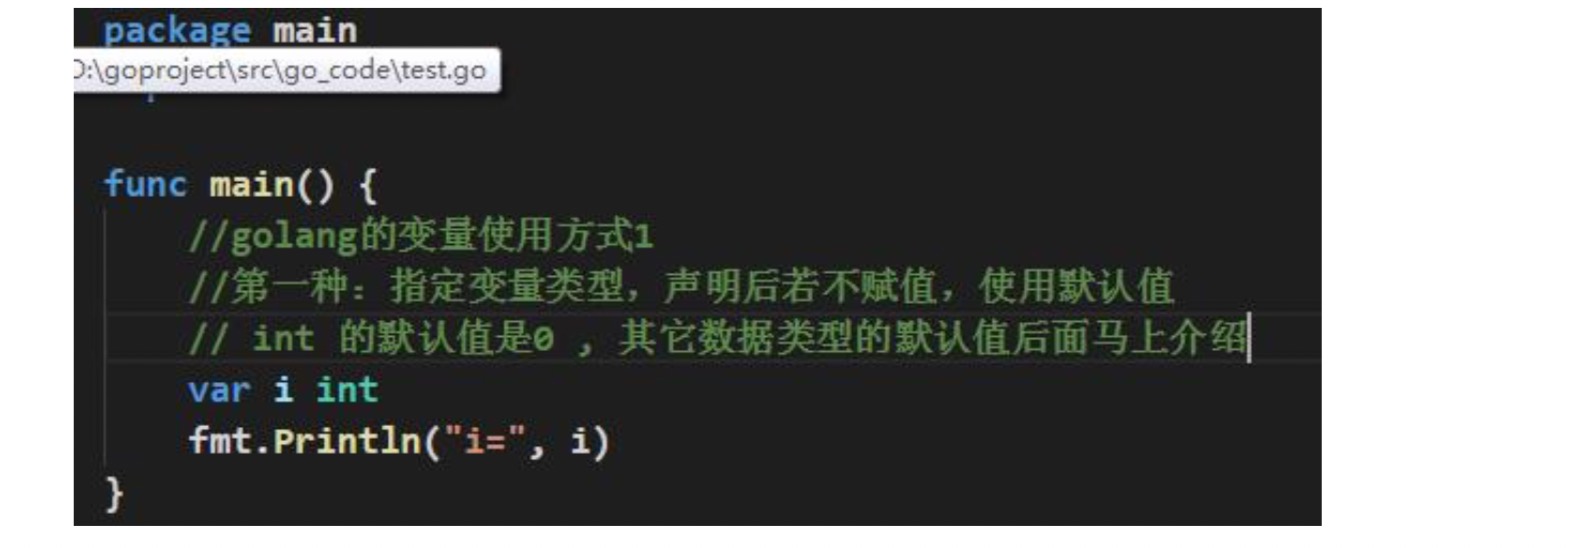 package main
D:\goproject\src\go_code\test.go
func main() {
//golang的变量使用方式1
//第一种：指定变量类型，声明后若不赋值，使用默认值
// int 的默认值是0 , 其它数据类型的默认值后面马上介绍
var i int
fmt.Println("i=", i)
}